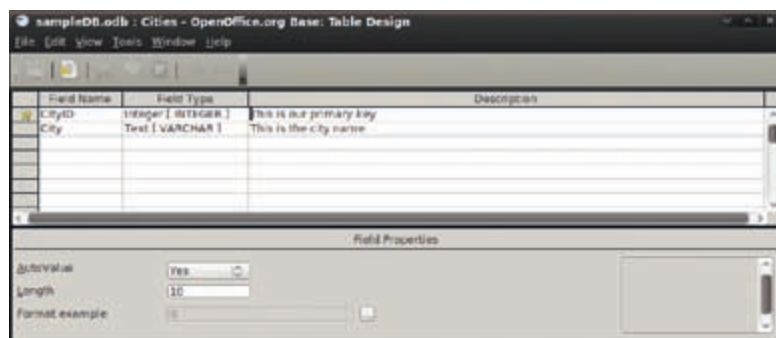 sampleDB.odb : Cities - OpenOffice.org Base: Table Design
File Edit View Tools Window Help
Field Name Field Type Description
CityID Integer [ INTEGER ] This is our primary key
City Text [ VARCHAR ] This is the city name
Field Properties
AutoValue Yes
Length 10
Format example